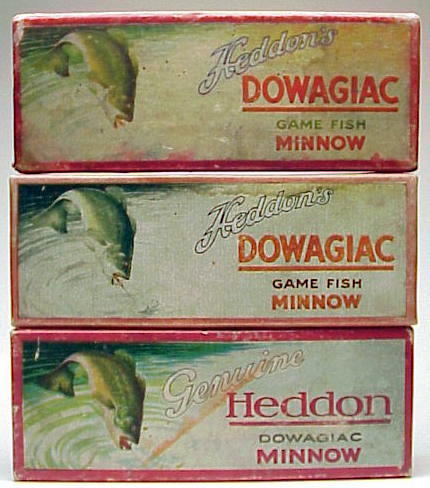 Heddon's
DOWAGIAC
GAME FISH
MINNOW
Heddon's
DOWAGIAC
GAME FISH
MINNOW
Genuine
Heddon
DOWAGIAC
MINNOW